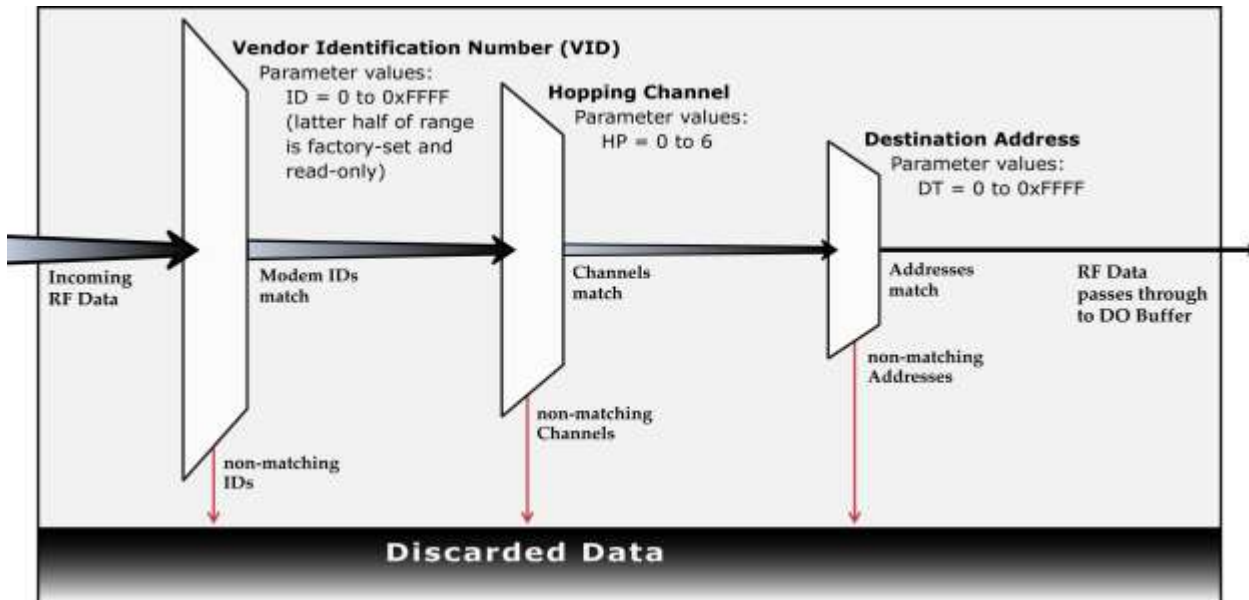 Vendor Identification Number (VID)
Parameter values:
ID = 0 to 0xFFFF
(latter half of range
is factory-set and
read-only)
Hopping Channel
Parameter values:
HP = 0 to 6
Destination Address
Parameter values:
DT = 0 to 0xFFFF
Incoming
RF Data
Modem IDs
match
Channels
match
Addresses
match
RF Data
passes through
to DO Buffer
non-matching
IDs
non-matching
Channels
non-matching
Addresses
Discarded Data